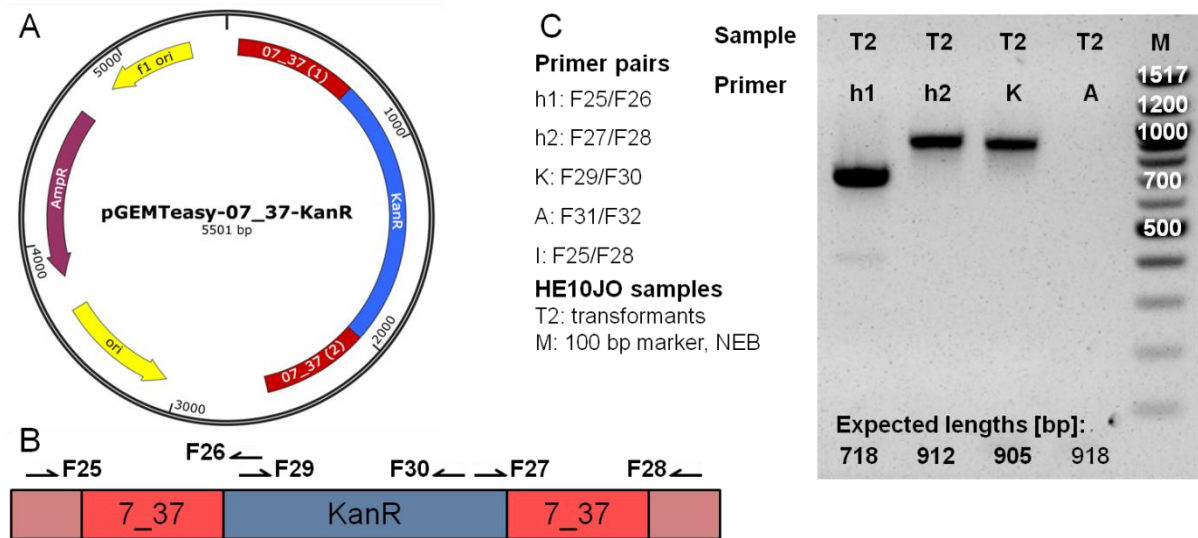 A
5000
f1 ori
07_37 (1)
1000
AmpR
KanR
pGEMTeasy-07_37-KanR
5501 bp
4000
ori
2000
07_37 (2)
3000
B
F25
F26
F29
F30
F27
F28
7_37
KanR
7_37
C
Primer pairs
h1: F25/F26
h2: F27/F28
K: F29/F30
A: F31/F32
I: F25/F28
HE10JO samples
T2: transformants
M: 100 bp marker, NEB
Sample T2 T2 T2 T2 M
Primer h1 h2 K A
1517
1200
1000
700
500
Expected lengths [bp]:
718 912 905 918